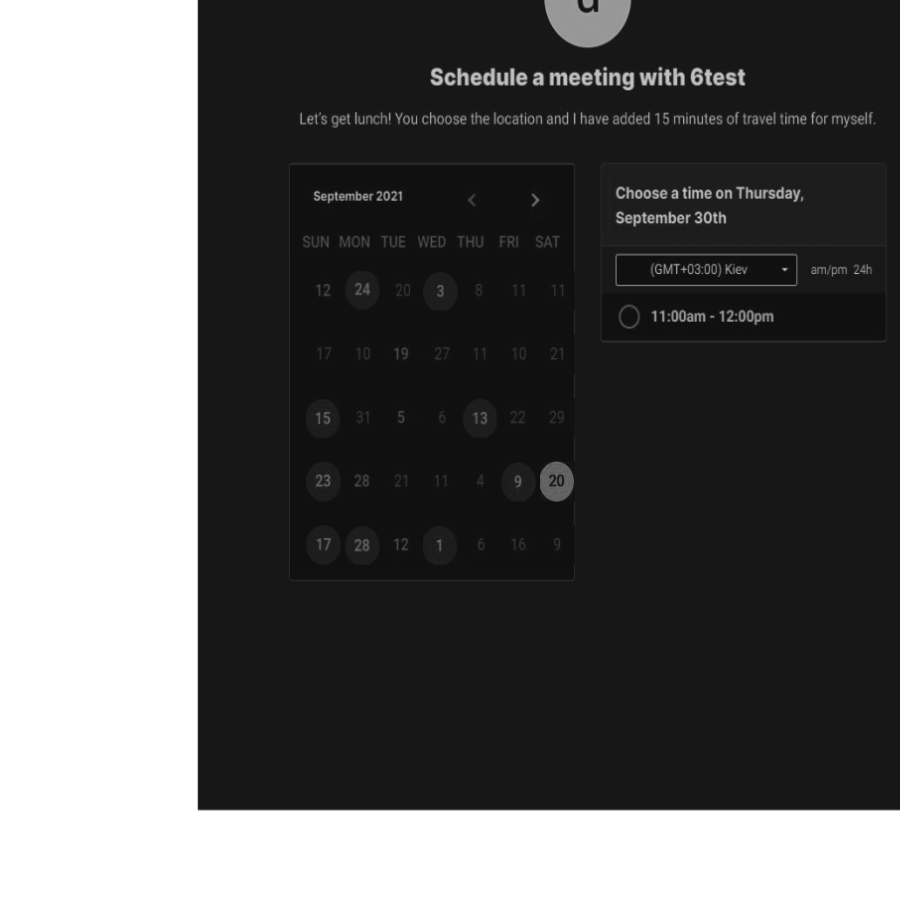 d
Schedule a meeting with 6test
Let's get lunch! You choose the location and I have added 15 minutes of travel time for myself.
September 2021
SUN MON TUE WED THU FRI SAT
12 24 20 3 8 11 11
17 10 19 27 11 10 21
15 31 5 6 13 22 29
23 28 21 11 4 9 20
17 28 12 1 6 16 9
Choose a time on Thursday,
September 30th
(GMT+03:00) Kiev am/pm 24h
11:00am - 12:00pm